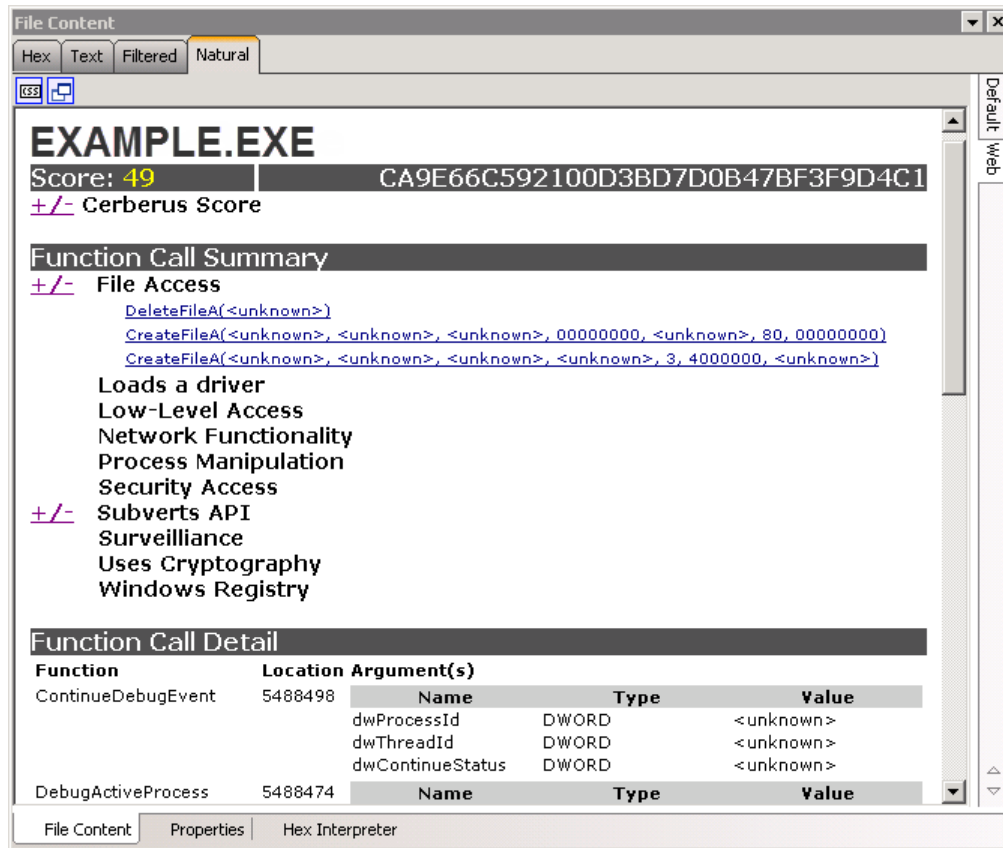 File Content
Hex Text Filtered Natural
css
Default
Web
EXAMPLE.EXE
Score: 49 CA9E66C592100D3BD7D0B47BF3F9D4C1
+/- Cerberus Score
Function Call Summary
+/- File Access
DeleteFileA(<unknown>)
CreateFileA(<unknown>, <unknown>, <unknown>, 00000000, <unknown>, 80, 00000000)
CreateFileA(<unknown>, <unknown>, <unknown>, <unknown>, 3, 4000000, <unknown>)
Loads a driver
Low-Level Access
Network Functionality
Process Manipulation
Security Access
+/- Subverts API
Surveilliance
Uses Cryptography
Windows Registry
Function Call Detail
Function Location Argument(s)
ContinueDebugEvent 5488498 Name Type Value
dwProcessId DWORD <unknown>
dwThreadId DWORD <unknown>
dwContinueStatus DWORD <unknown>
DebugActiveProcess 5488474 Name Type Value
File Content Properties Hex Interpreter